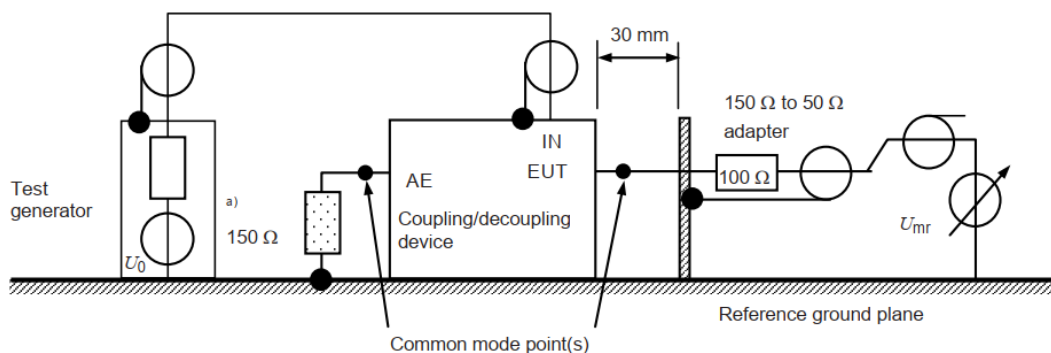 30 mm
150 Ω to 50 Ω
adapter
IN
EUT
100 Ω
AE
Test
generator
a)
150 Ω
Coupling/decoupling
device
U0
Umr
Reference ground plane
Common mode point(s)